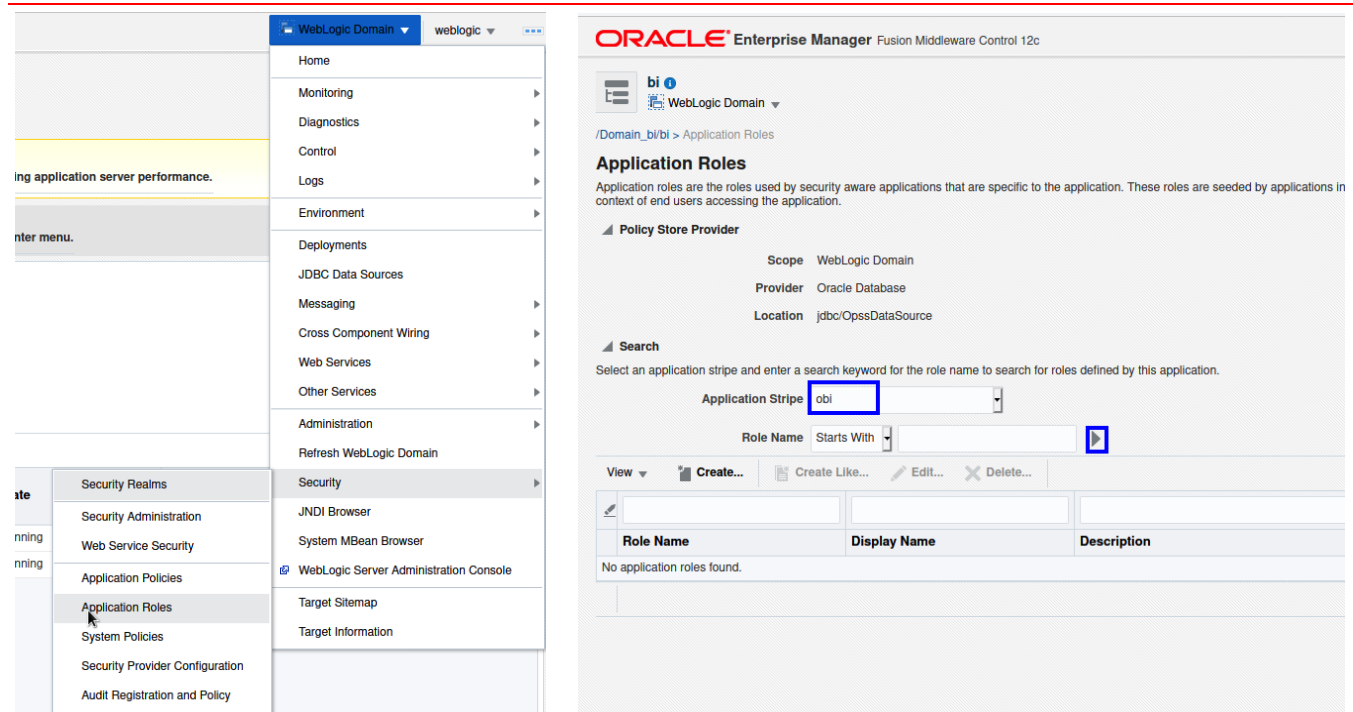 WebLogic Domain weblogic
Home
Monitoring
Diagnostics
Control
ing application server performance.
Logs
Environment
nter menu.
Deployments
JDBC Data Sources
Messaging
Cross Component Wiring
Web Services
Other Services
Administration
Refresh WebLogic Domain
Security
JNDI Browser
System MBean Browser
WebLogic Server Administration Console
Target Sitemap
Target Information
ate
nning
nning
Security Realms
Security Administration
Web Service Security
Application Policies
Application Roles
System Policies
Security Provider Configuration
Audit Registration and Policy
ORACLE Enterprise Manager Fusion Middleware Control 12c
bi
WebLogic Domain
/Domain_bi/bi > Application Roles
Application Roles
Application roles are the roles used by security aware applications that are specific to the application. These roles are seeded by applications in
context of end users accessing the application.
Policy Store Provider
Scope WebLogic Domain
Provider Oracle Database
Location jdbc/OpssDataSource
Search
Select an application stripe and enter a search keyword for the role name to search for roles defined by this application.
Application Stripe obi
Role Name Starts With
View Create... Create Like... Edit... Delete...
Role Name Display Name Description
No application roles found.